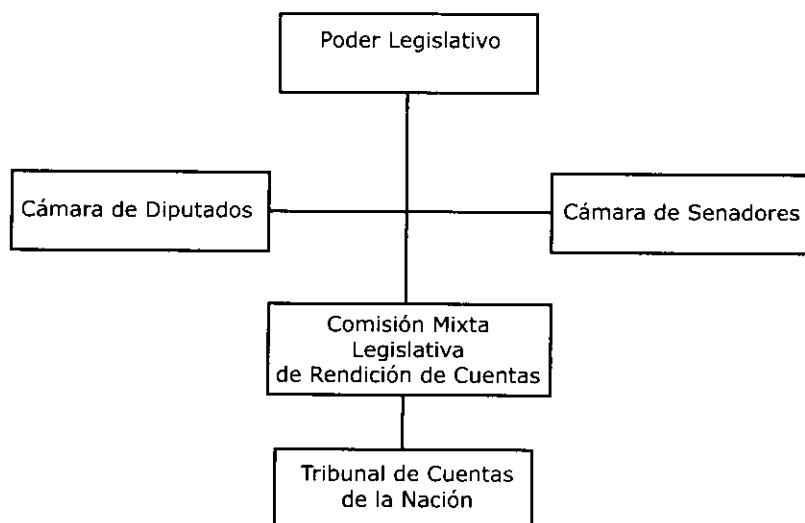 Poder Legislativo
Cámara de Diputados
Cámara de Senadores
Comisión Mixta
Legislativa
de Rendición de Cuentas
Tribunal de Cuentas
de la Nación